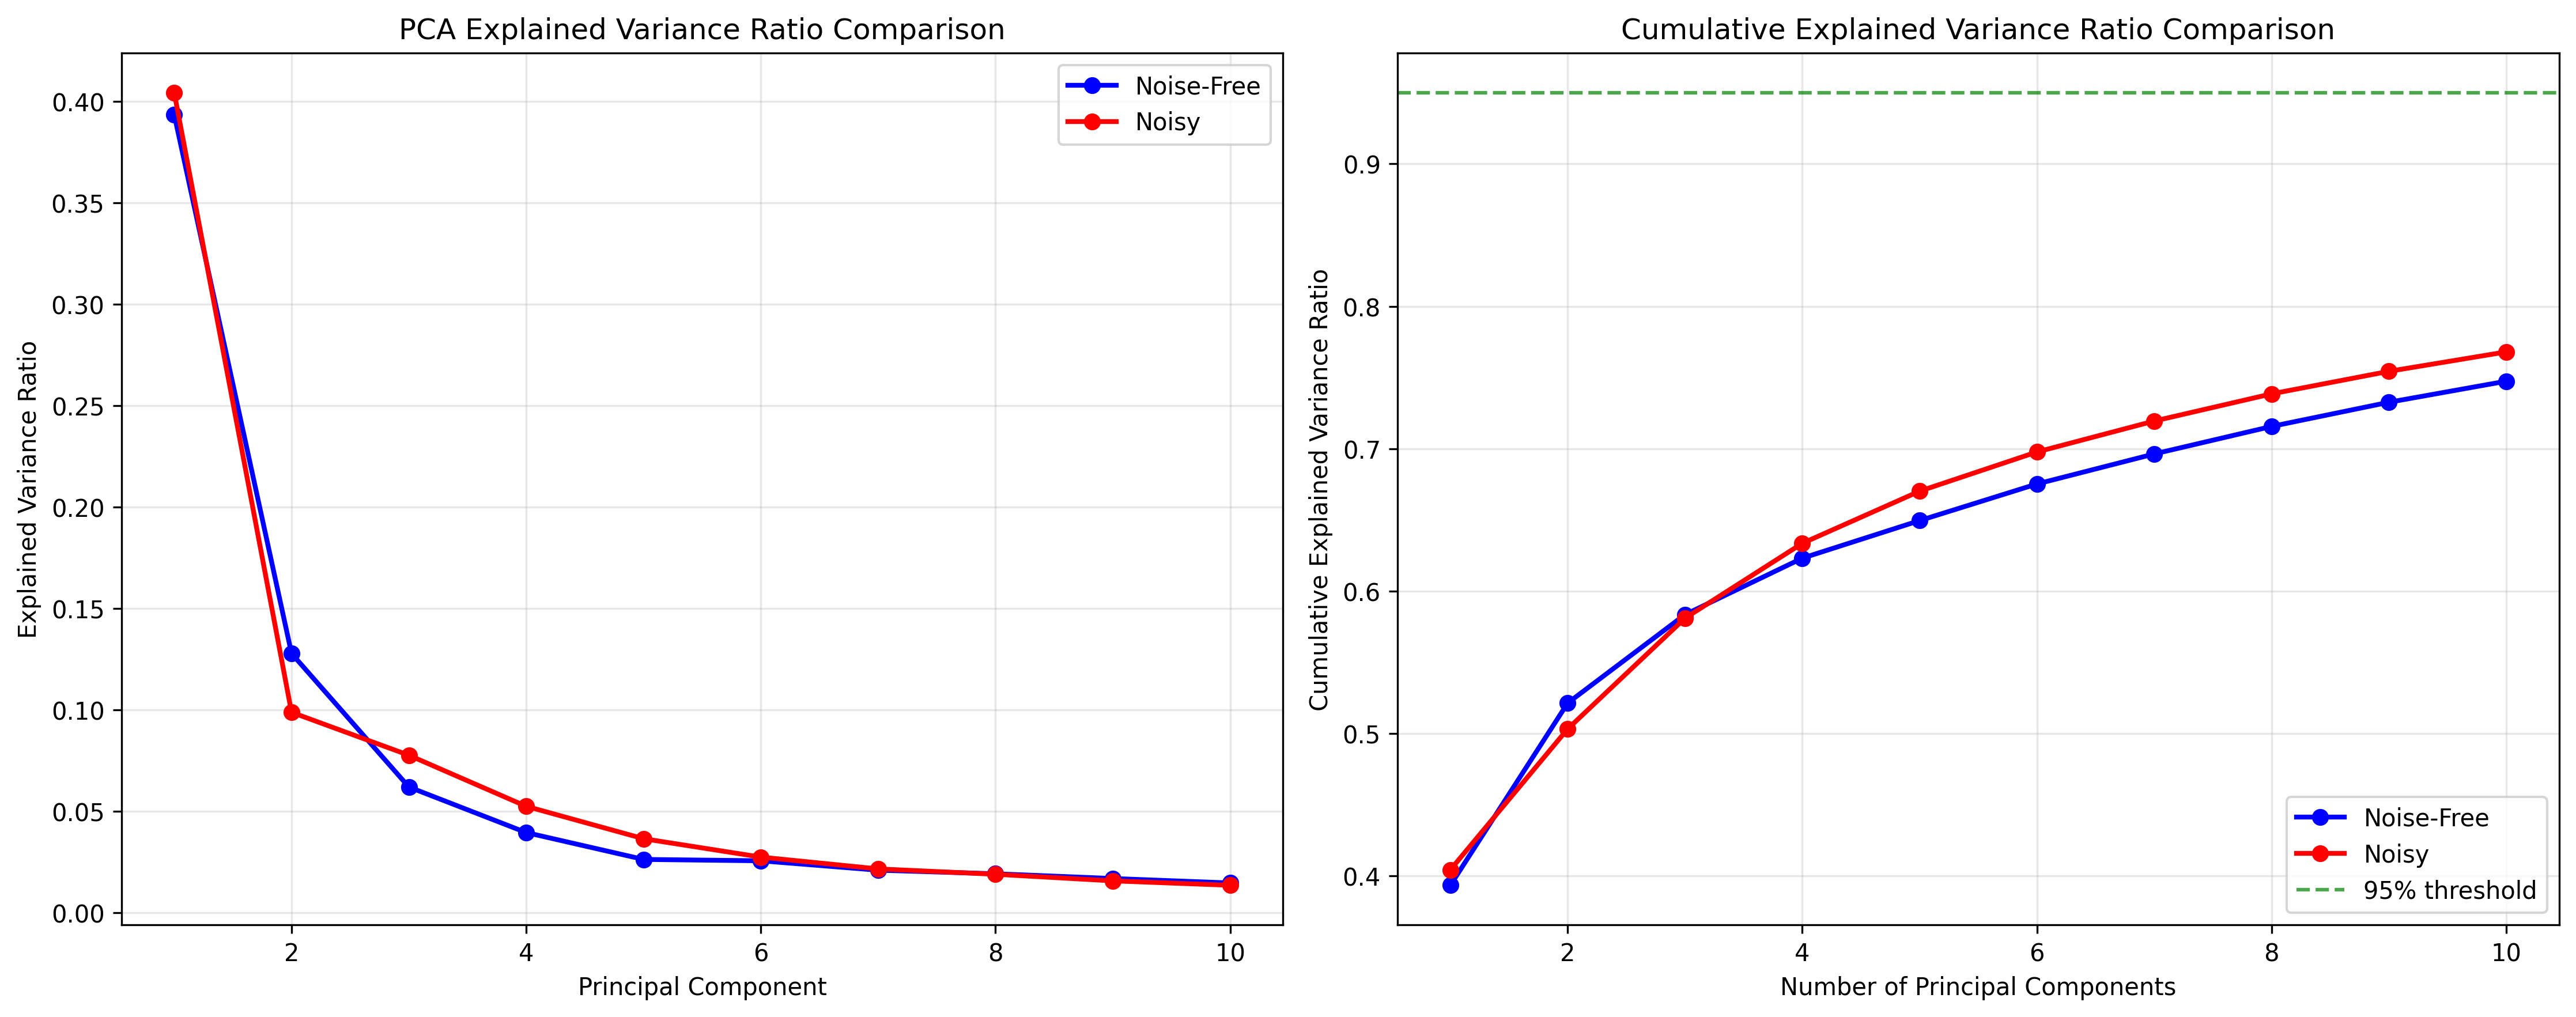 PCA Explained Variance Ratio Comparison
Explained Variance Ratio
0.40
0.35
0.30
0.25
0.20
0.15
0.10
0.05
0.00
2 4 6 8 10
Principal Component
Noise-Free
Noisy
Cumulative Explained Variance Ratio Comparison
Cumulative Explained Variance Ratio
0.9
0.8
0.7
0.6
0.5
0.4
2 4 6 8 10
Number of Principal Components
Noise-Free
Noisy
95% threshold